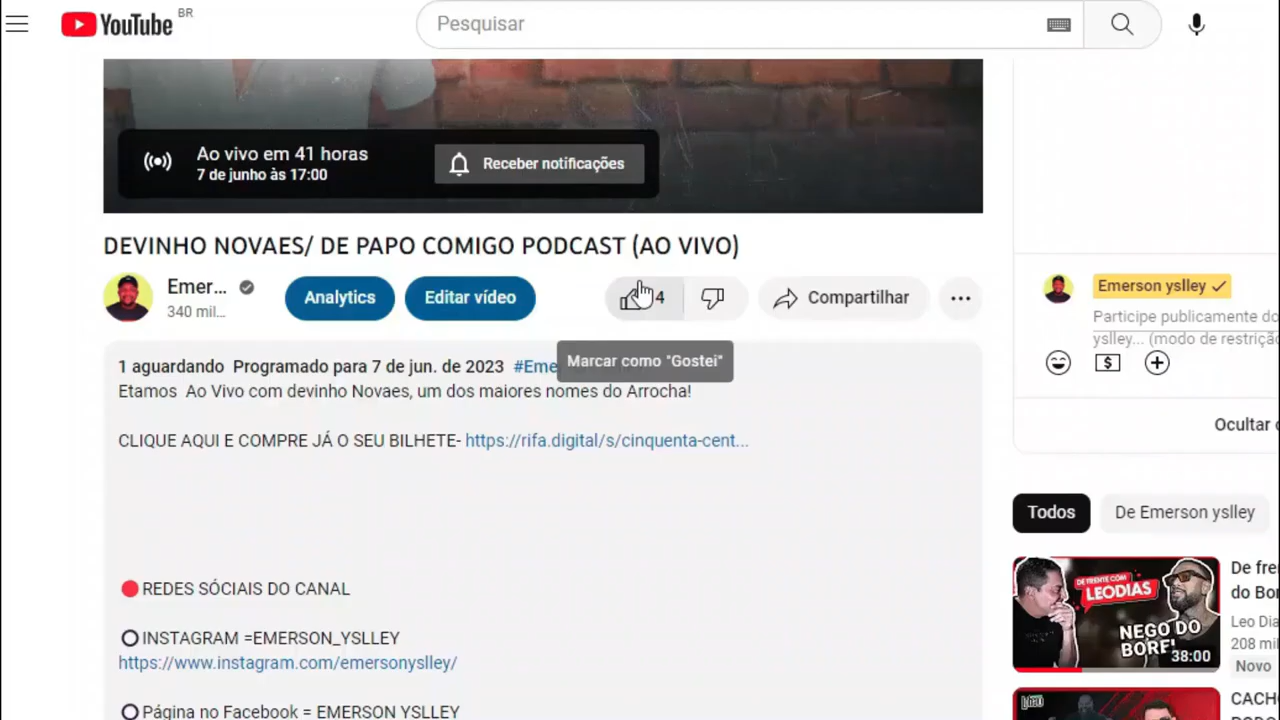 YouTube BR
Pesquisar
Ao vivo em 41 horas
7 de junho às 17:00
Receber notificações
DEVINHO NOVAES/ DE PAPO COMIGO PODCAST (AO VIVO)
Emer...
340 mil...
Analytics
Editar vídeo
4
Compartilhar
Marcar como "Gostei"
1 aguardando Programado para 7 de jun. de 2023 #Eme
Etamos Ao Vivo com devinho Novaes, um dos maiores nomes do Arrocha!
CLIQUE AQUI E COMPRE JÁ O SEU BILHETE- https://rifa.digital/s/cinquenta-cent...
REDES SÓCIAIS DO CANAL
INSTAGRAM =EMERSON_YSLLEY
https://www.instagram.com/emersonyslley/
Página no Facebook = EMERSON YSLLEY
Emerson yslley
Participe publicamente do
yslley... (modo de restrição
$
Ocultar
Todos
De Emerson yslley
DE FRENTE COM
LEODIAS
NEGO DO
BOREL
38:00
De fre
do Bor
Leo Dia
208 mil
Novo
CACHO